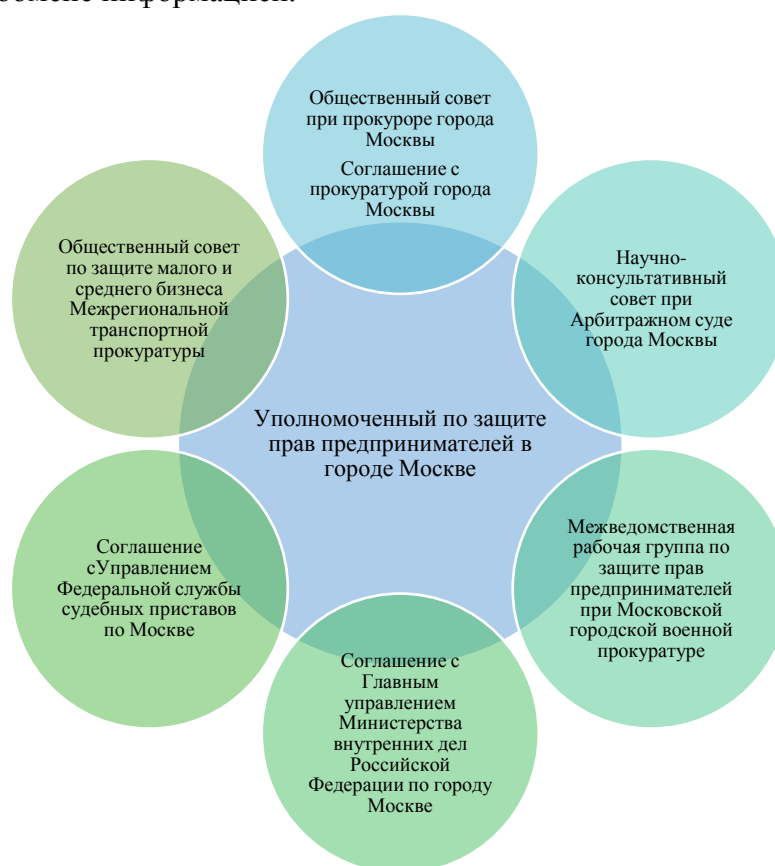 обмене информацией.
Общественный совет
при прокуроре города
Москвы
Соглашение с
прокуратурой города
Москвы
Научно-
консультативный
совет при
Арбитражном суде
города Москвы
Межведомственная
рабочая группа по
защите прав
предпринимателей
при Московской
городской военной
прокуратуре
Соглашение с
Главным
управлением
Министерства
внутренних дел
Российской
Федерации по городу
Москве
Соглашение
сУправлением
Федеральной службы
судебных приставов
по Москве
Общественный совет
по защите малого и
среднего бизнеса
Межрегиональной
транспортной
прокуратуры
Уполномоченный по защите
прав предпринимателей в
городе Москве